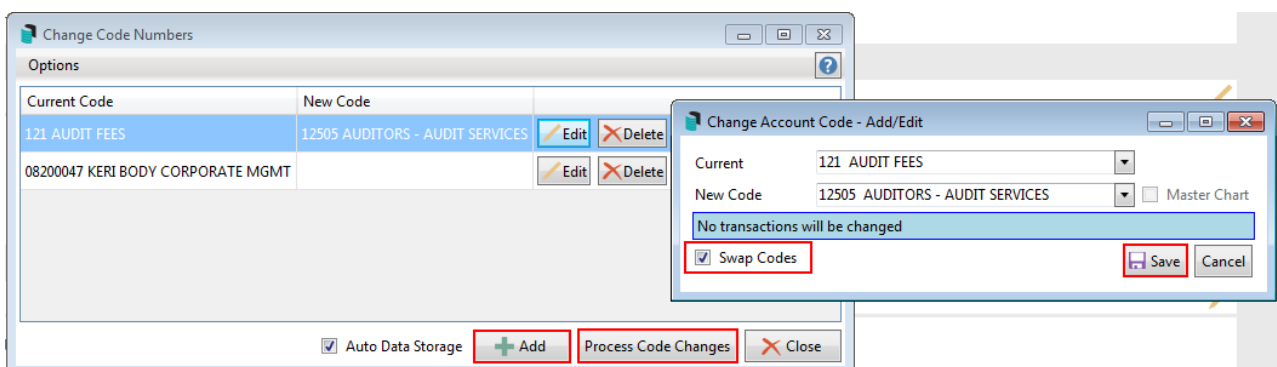 Change Code Numbers
Options
Current Code New Code
121 AUDIT FEES 12505 AUDITORS - AUDIT SERVICES Edit Delete
08200047 KERI BODY CORPORATE MGMT Edit Delete
Auto Data Storage Add Process Code Changes Close
Change Account Code - Add/Edit
Current 121 AUDIT FEES
New Code 12505 AUDITORS - AUDIT SERVICES Master Chart
No transactions will be changed
Swap Codes Save Cancel